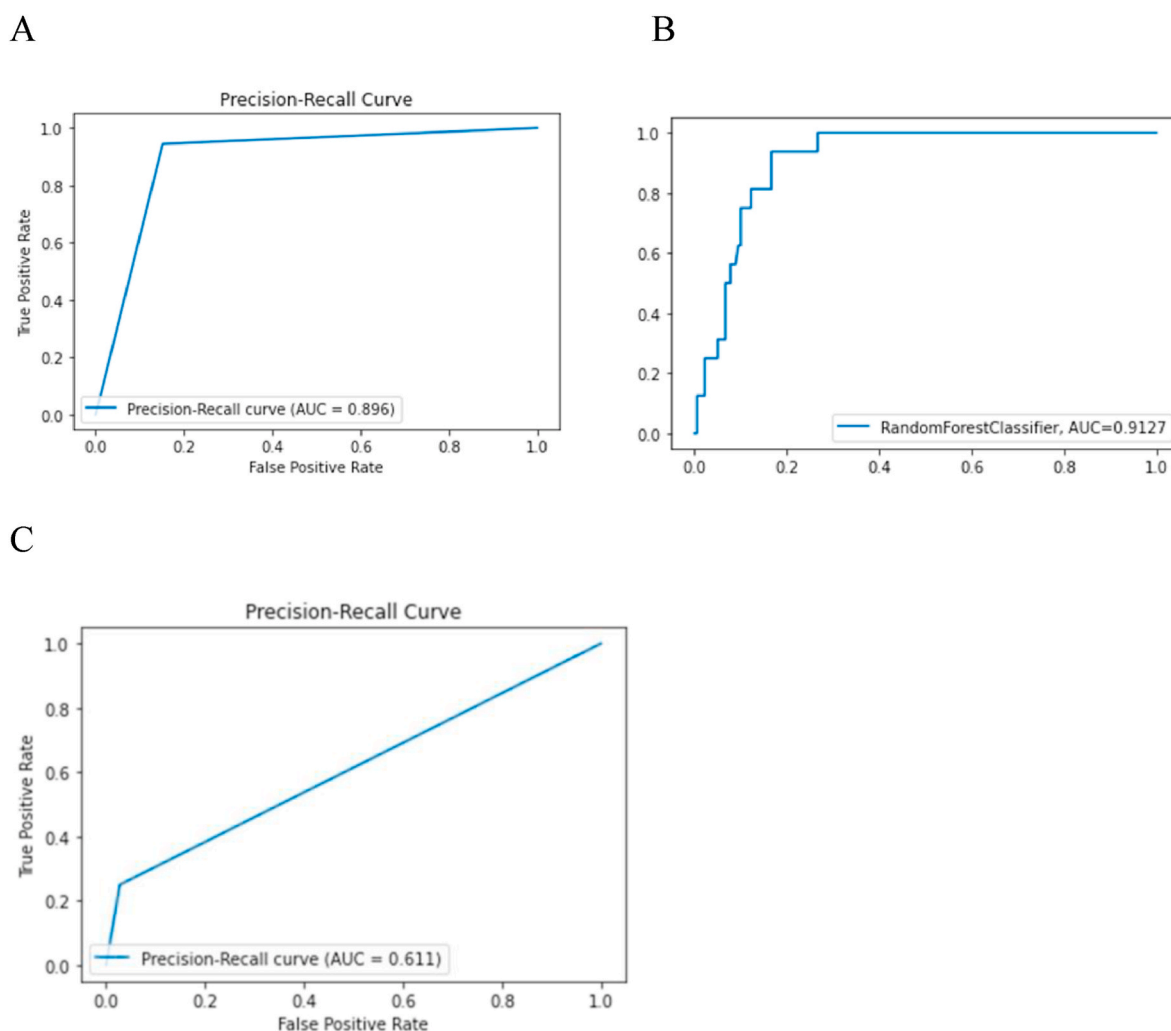 A
B
Precision-Recall Curve
1.0
0.8
0.6
0.4
0.2
0.0
True Positive Rate
Precision-Recall curve (AUC = 0.896)
0.0 0.2 0.4 0.6 0.8 1.0
False Positive Rate
1.0
0.8
0.6
0.4
0.2
0.0
RandomForestClassifier, AUC=0.9127
0.0 0.2 0.4 0.6 0.8 1.0
C
Precision-Recall Curve
1.0
0.8
0.6
0.4
0.2
0.0
True Positive Rate
Precision-Recall curve (AUC = 0.611)
0.0 0.2 0.4 0.6 0.8 1.0
False Positive Rate